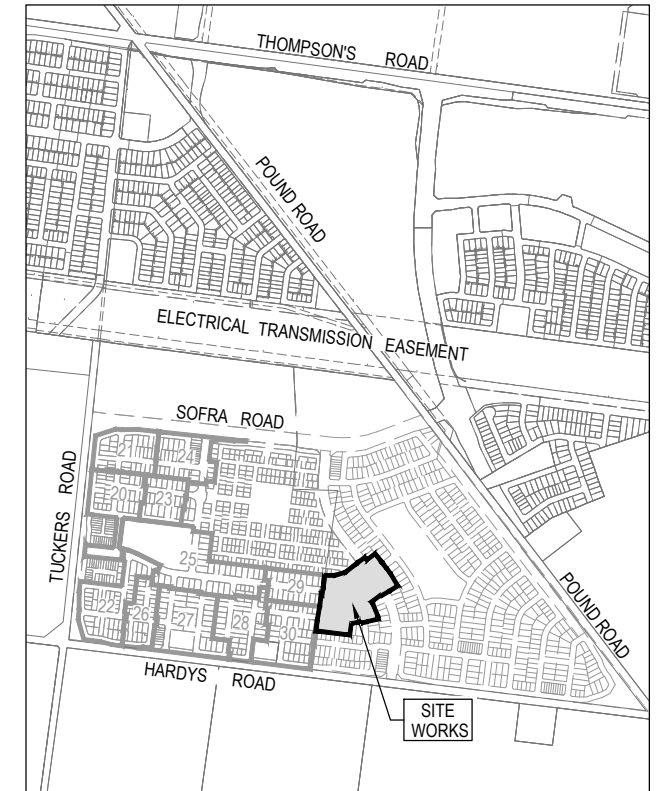 THOMPSON'S ROAD
POUND ROAD
ELECTRICAL TRANSMISSION EASEMENT
SOFRA ROAD
TUCKERS ROAD
21
24
20
23
25
29
22
26
27
28
30
POUND ROAD
HARDYS ROAD
SITE
WORKS